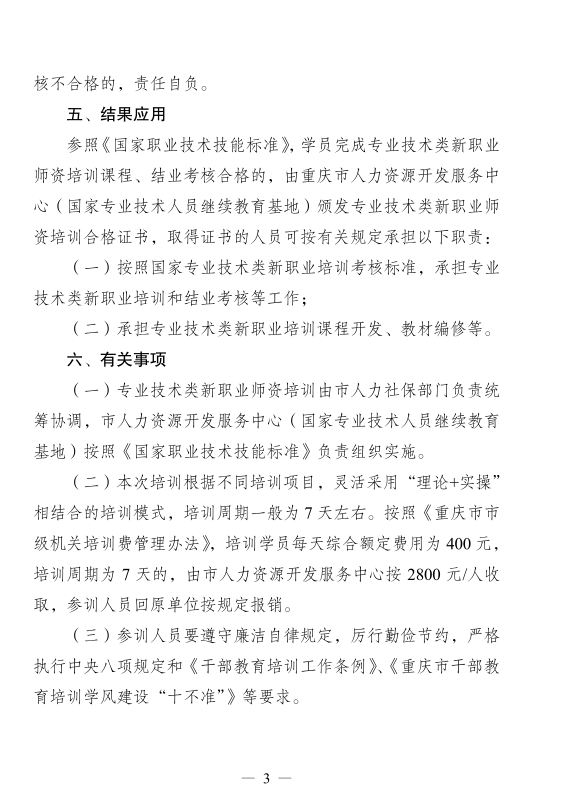 核不合格的，责任自负。
五、结果应用
参照《国家职业技术技能标准》，学员完成专业技术类新职业
师资培训课程、结业考核合格的，由重庆市人力资源开发服务中
心（国家专业技术人员继续教育基地）颁发专业技术类新职业师
资培训合格证书，取得证书的人员可按有关规定承担以下职责：
（一）按照国家专业技术类新职业培训考核标准，承担专业
技术类新职业培训和结业考核等工作；
（二）承担专业技术类新职业培训课程开发、教材编修等。
六、有关事项
（一）专业技术类新职业师资培训由市人力社保部门负责统
筹协调，市人力资源开发服务中心（国家专业技术人员继续教育
基地）按照《国家职业技术技能标准》负责组织实施。
（二）本次培训根据不同培训项目，灵活采用“理论+实操”
相结合的培训模式，培训周期一般为 7 天左右。按照《重庆市市
级机关培训费管理办法》，培训学员每天综合额定费用为 400 元，
培训周期为 7 天的，由市人力资源开发服务中心按 2800 元/人收
取，参训人员回原单位按规定报销。
（三）参训人员要遵守廉洁自律规定，厉行勤俭节约，严格
执行中央八项规定和《干部教育培训工作条例》、《重庆市干部教
育培训学风建设“十不准”》等要求。
— 3 —